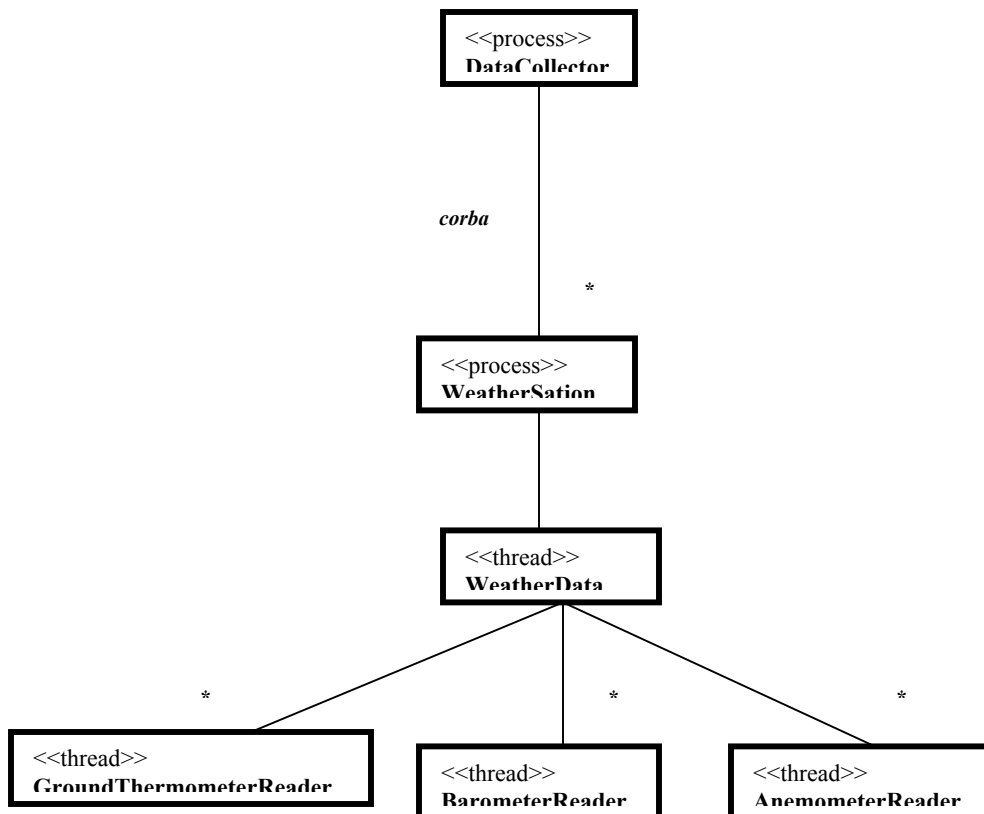 <<process>>
DataCollector
corba
*
<<process>>
WeatherSation
<<thread>>
WeatherData
*
*
*
<<thread>>
GroundThermometerReader
<<thread>>
BarometerReader
<<thread>>
AnemometerReader